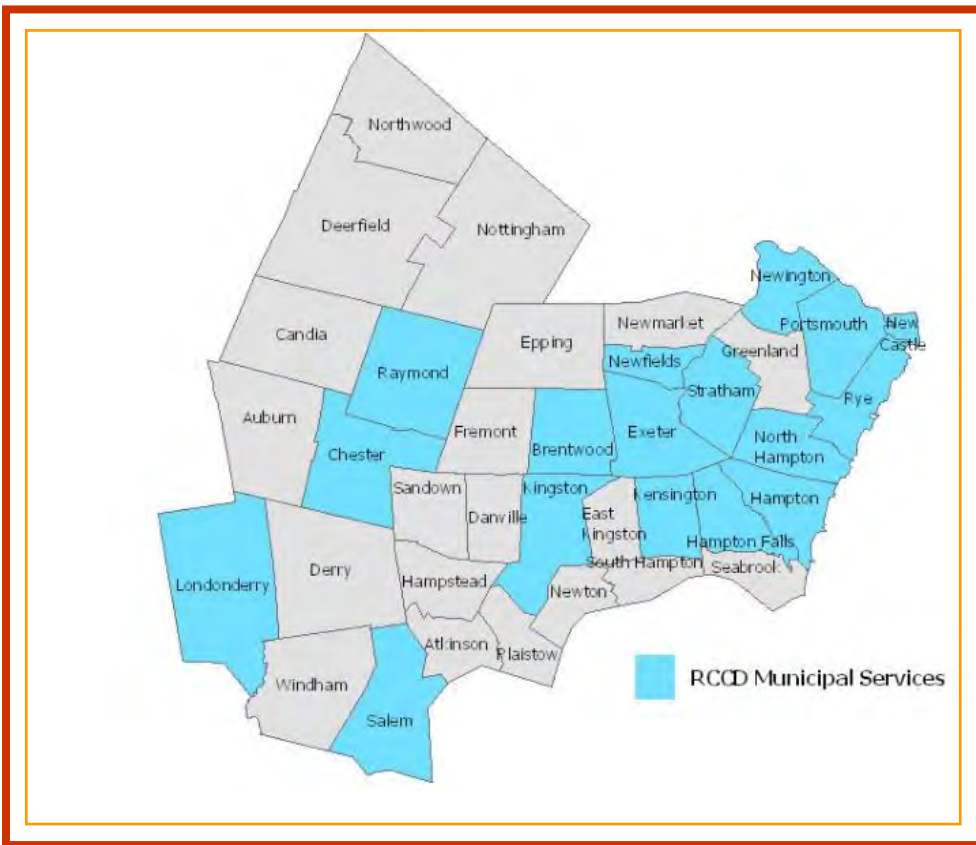 Northwood
Deerfield
Nottingham
Newington
Candia
Epping
Newmarket
Portsmouth
New
Castle
Greenland
Newfields
Raymond
Stratham
Rye
Auburn
Fremont
Exeter
Chester
Brentwood
North
Hampton
Sandown
Kingston
Kensington
Hampton
Danville
East
Kingston
Hampton Falls
South Hampton
Seabrook
Derry
Hampstead
Londonderry
Newton
Atkinson
Plaistow
Windham
RCCD Municipal Services
Salem